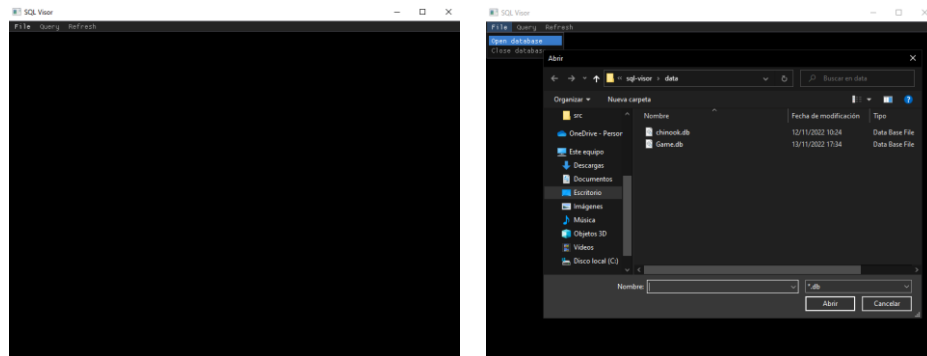 SQL Visor
File Query Refresh
SQL Visor
File Query Refresh
Open database
Close databas
Abrir
« sql-visor > data
Buscar en data
Organizar Nueva carpeta
src
OneDrive - Persor
Este equipo
Descargas
Documentos
Escritorio
Imágenes
Música
Objetos 3D
Vídeos
Disco local (C:)
Nombre Fecha de modificación Tipo
chinook.db 12/11/2022 10:24 Data Base File
Game.db 13/11/2022 17:34 Data Base File
Nombre: *.db
Abrir Cancelar